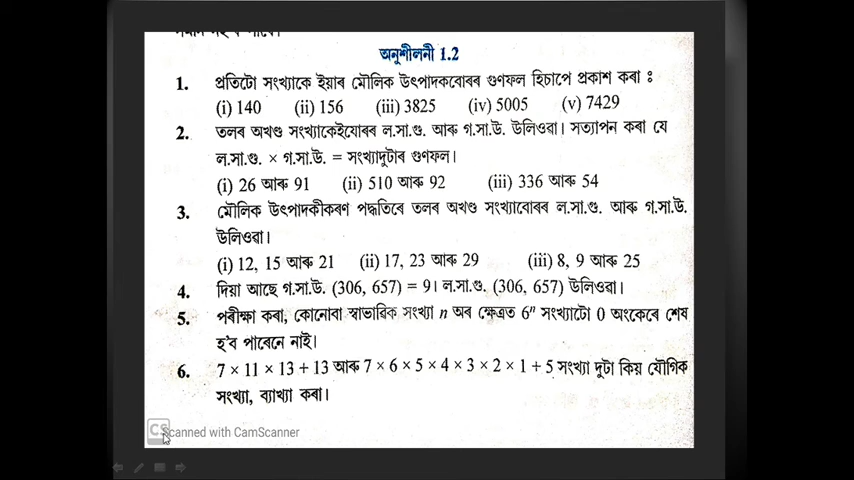 অনুশীলনী 1.2
1. প্ৰতিটো সংখ্যাকে ইয়াৰ মৌলিক উৎপাদকবোৰৰ গুণফল হিচাপে প্ৰকাশ কৰা ঃ
(i) 140 (ii) 156 (iii) 3825 (iv) 5005 (v) 7429
2. তলৰ অখণ্ড সংখ্যাকেইযোৰৰ ল.সা.গু. আৰু গ.সা.উ. উলিওৱা। সত্যাপন কৰা যে
ল.সা.গু. × গ.সা.উ. = সংখ্যাদুটাৰ গুণফল।
(i) 26 আৰু 91 (ii) 510 আৰু 92 (iii) 336 আৰু 54
3. মৌলিক উৎপাদকীকৰণ পদ্ধতিৰে তলৰ অখণ্ড সংখ্যাবোৰৰ ল.সা.গু. আৰু গ.সা.উ.
উলিওৱা।
(i) 12, 15 আৰু 21 (ii) 17, 23 আৰু 29 (iii) 8, 9 আৰু 25
4. দিয়া আছে গ.সা.উ. (306, 657) = 9। ল.সা.গু. (306, 657) উলিওৱা।
5. পৰীক্ষা কৰা, কোনোবা স্বাভাৱিক সংখ্যা n অৰ ক্ষেত্ৰত 6ⁿ সংখ্যাটো 0 অংকেৰে শেষ
হ'ব পাৰেনে নাই।
6. 7 × 11 × 13 + 13 আৰু 7 × 6 × 5 × 4 × 3 × 2 × 1 + 5 সংখ্যা দুটা কিয় যৌগিক
সংখ্যা, ব্যাখ্যা কৰা।
CS Scanned with CamScanner